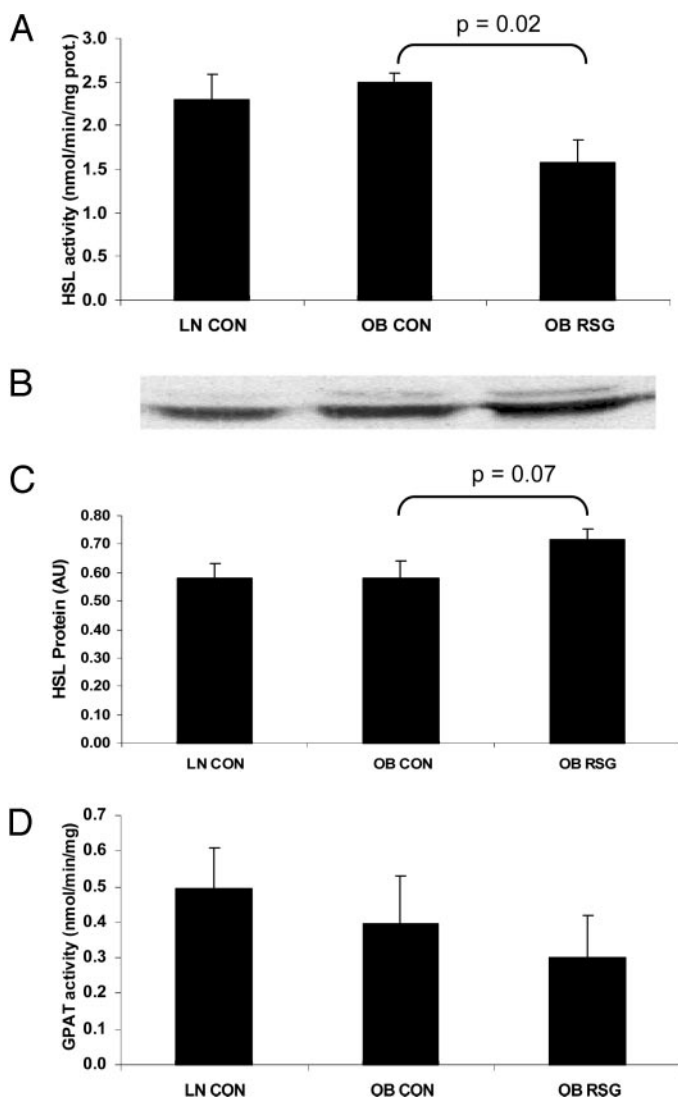 A
p = 0.02
HSL activity (nmol/min/mg prot.)
3.0
2.5
2.0
1.5
1.0
0.5
0.0
LN CON OB CON OB RSG
B
C
p = 0.07
HSL Protein (AU)
0.80
0.70
0.60
0.50
0.40
0.30
0.20
0.10
0.00
LN CON OB CON OB RSG
D
GPAT activity (nmol/min/mg)
0.7
0.6
0.5
0.4
0.3
0.2
0.1
0.0
LN CON OB CON OB RSG